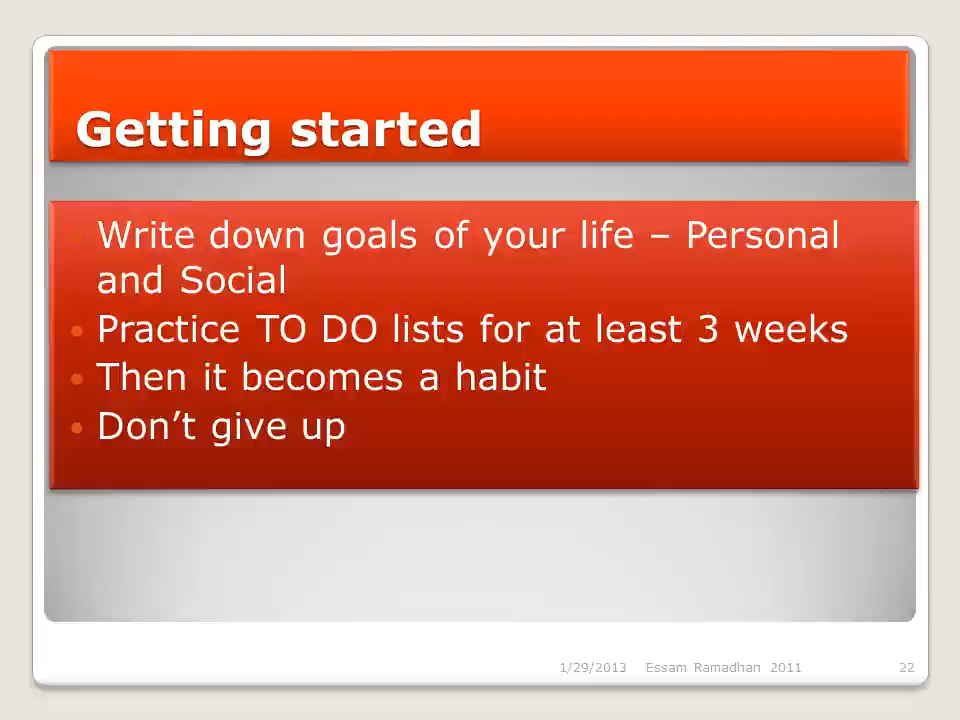 Getting started
Write down goals of your life – Personal
and Social
• Practice TO DO lists for at least 3 weeks
• Then it becomes a habit
• Don’t give up
1/29/2013 Essam Ramadhan 2011 22